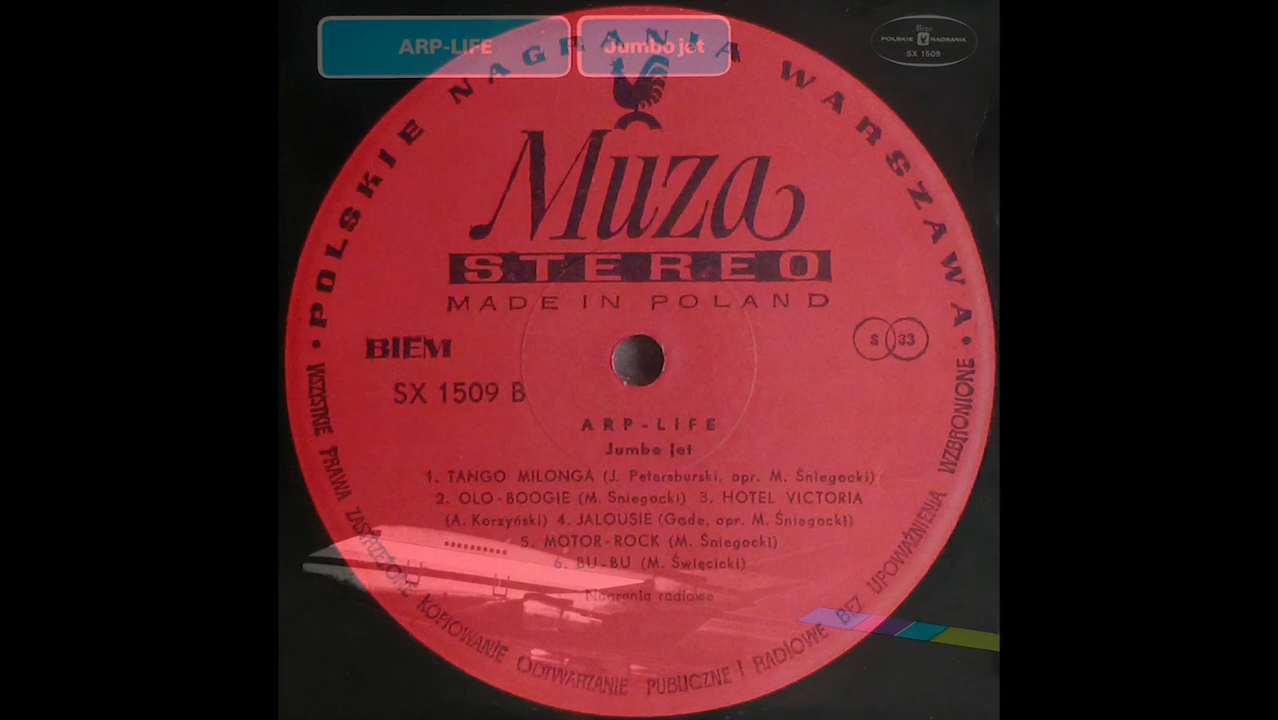 ARP-LIFE
Jumbo jet
POLSKIE NAGRANIA
SX 1509
• POLSKIE NAGRANIA WARSZAWA •
Muza
STEREO
MADE IN POLAND
BIEM
S 33
SX 1509 B
ARP-LIFE
Jumbo Jet
1. TANGO MILONGA (J. Petersburski, opr. M. Śniegocki)
2. OLO-BOOGIE (M. Śniegocki) 3. HOTEL VICTORIA
(A. Korzyński) 4. JALOUSIE (Gade, opr. M. Śniegocki)
5. MOTOR-ROCK (M. Śniegocki)
6. BU-BU (M. Święcicki)
Nagrania radiowe
WSZYSTKIE PRAWA ZASTRZEŻONE KOPIOWANIE ODTWARZANIE PUBLICZNE I RADIOWE BEZ UPOWAŻNIENIA WZBRONIONE